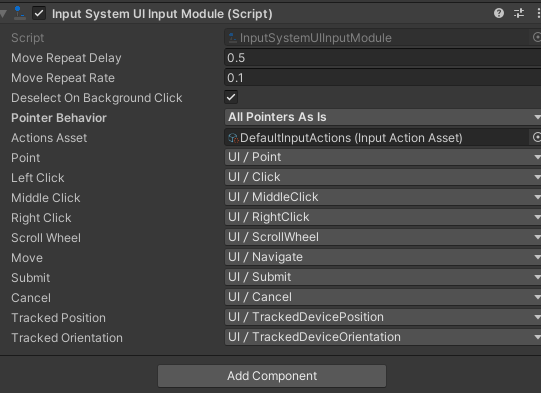 Input System UI Input Module (Script)
Script InputSystemUIInputModule
Move Repeat Delay 0.5
Move Repeat Rate 0.1
Deselect On Background Click
Pointer Behavior All Pointers As Is
Actions Asset DefaultInputActions (Input Action Asset)
Point UI / Point
Left Click UI / Click
Middle Click UI / MiddleClick
Right Click UI / RightClick
Scroll Wheel UI / ScrollWheel
Move UI / Navigate
Submit UI / Submit
Cancel UI / Cancel
Tracked Position UI / TrackedDevicePosition
Tracked Orientation UI / TrackedDeviceOrientation
Add Component